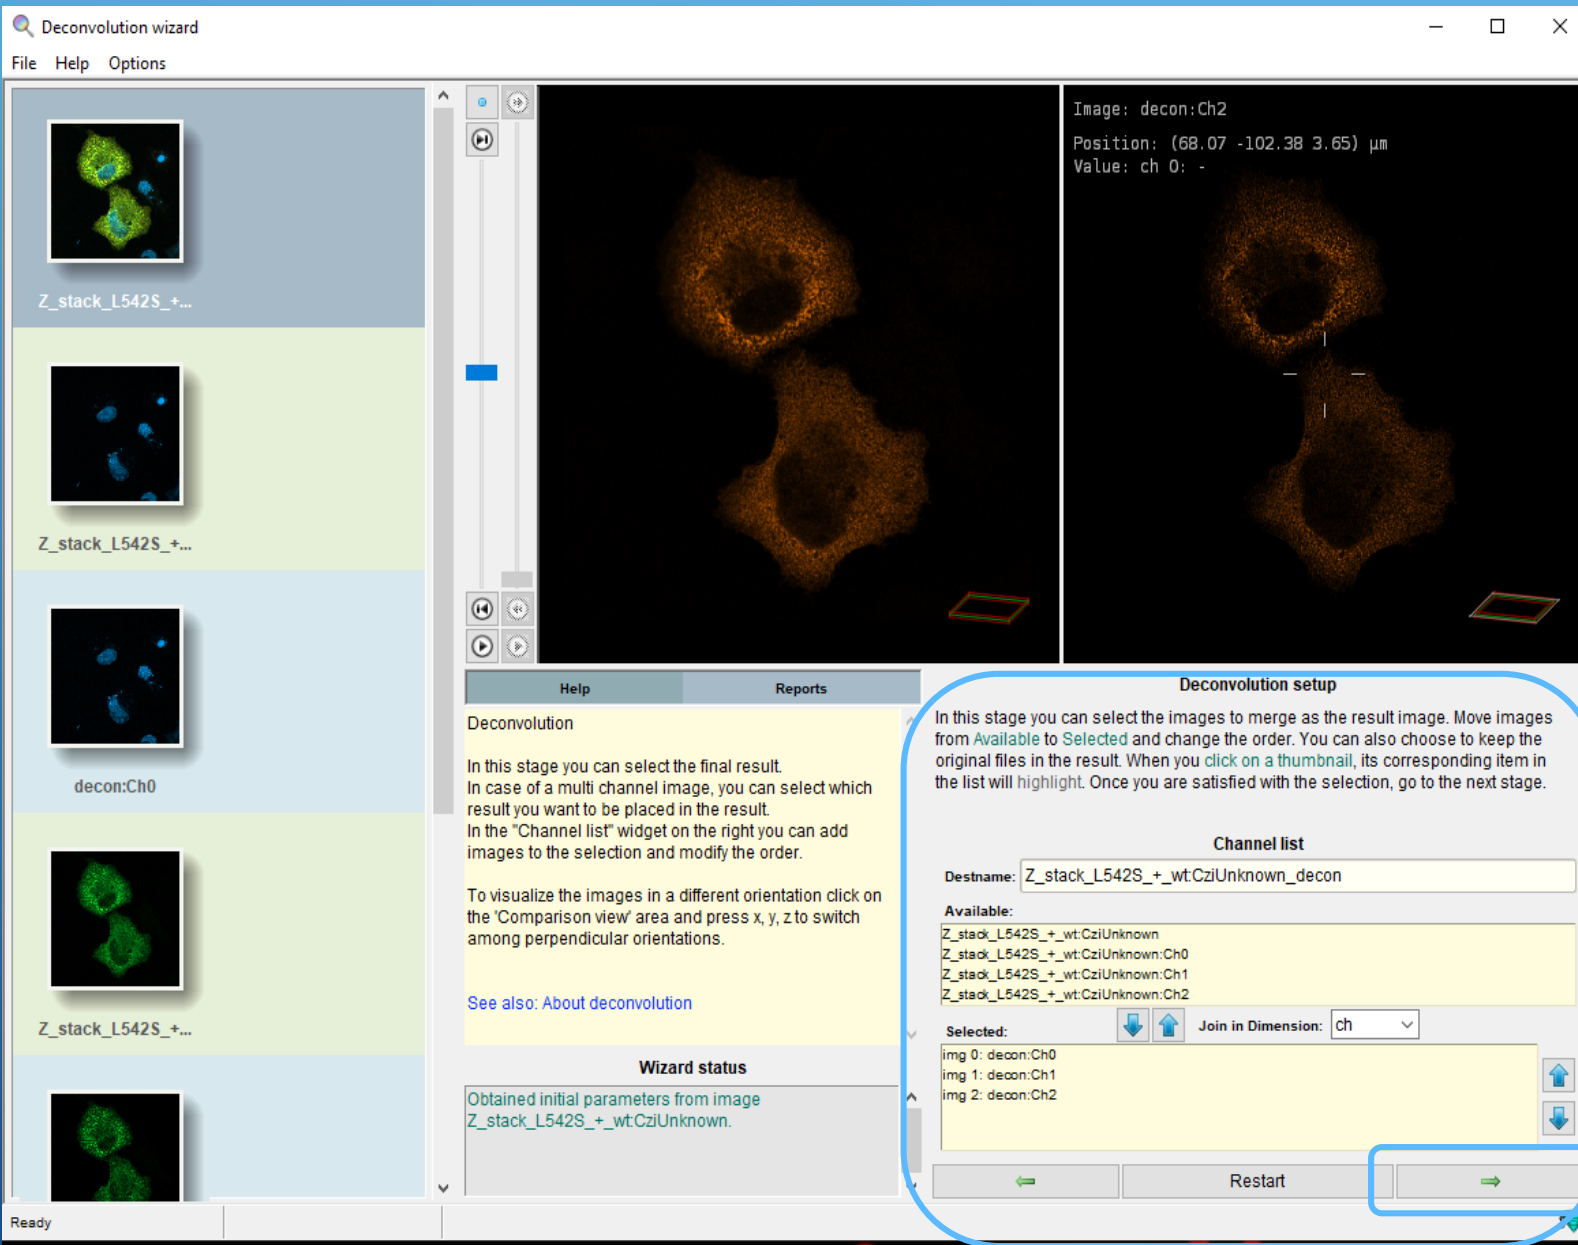 Deconvolution wizard
File Help Options
Z_stack_L542S_+...
Z_stack_L542S_+...
decon:Ch0
Z_stack_L542S_+...
Image: decon:Ch2
Position: (68.07 -102.38 3.65) µm
Value: ch 0: -
Help
Reports
Deconvolution
In this stage you can select the final result.
In case of a multi channel image, you can select which
result you want to be placed in the result.
In the "Channel list" widget on the right you can add
images to the selection and modify the order.
To visualize the images in a different orientation click on
the 'Comparison view' area and press x, y, z to switch
among perpendicular orientations.
See also: About deconvolution
Wizard status
Obtained initial parameters from image
Z_stack_L542S_+_wt:CziUnknown.
Deconvolution setup
In this stage you can select the images to merge as the result image. Move images
from Available to Selected and change the order. You can also choose to keep the
original files in the result. When you click on a thumbnail, its corresponding item in
the list will highlight. Once you are satisfied with the selection, go to the next stage.
Channel list
Destname: Z_stack_L542S_+_wt:CziUnknown_decon
Available:
Z_stack_L542S_+_wt:CziUnknown
Z_stack_L542S_+_wt:CziUnknown:Ch0
Z_stack_L542S_+_wt:CziUnknown:Ch1
Z_stack_L542S_+_wt:CziUnknown:Ch2
Selected:
Join in Dimension: ch
img 0: decon:Ch0
img 1: decon:Ch1
img 2: decon:Ch2
Restart
Ready